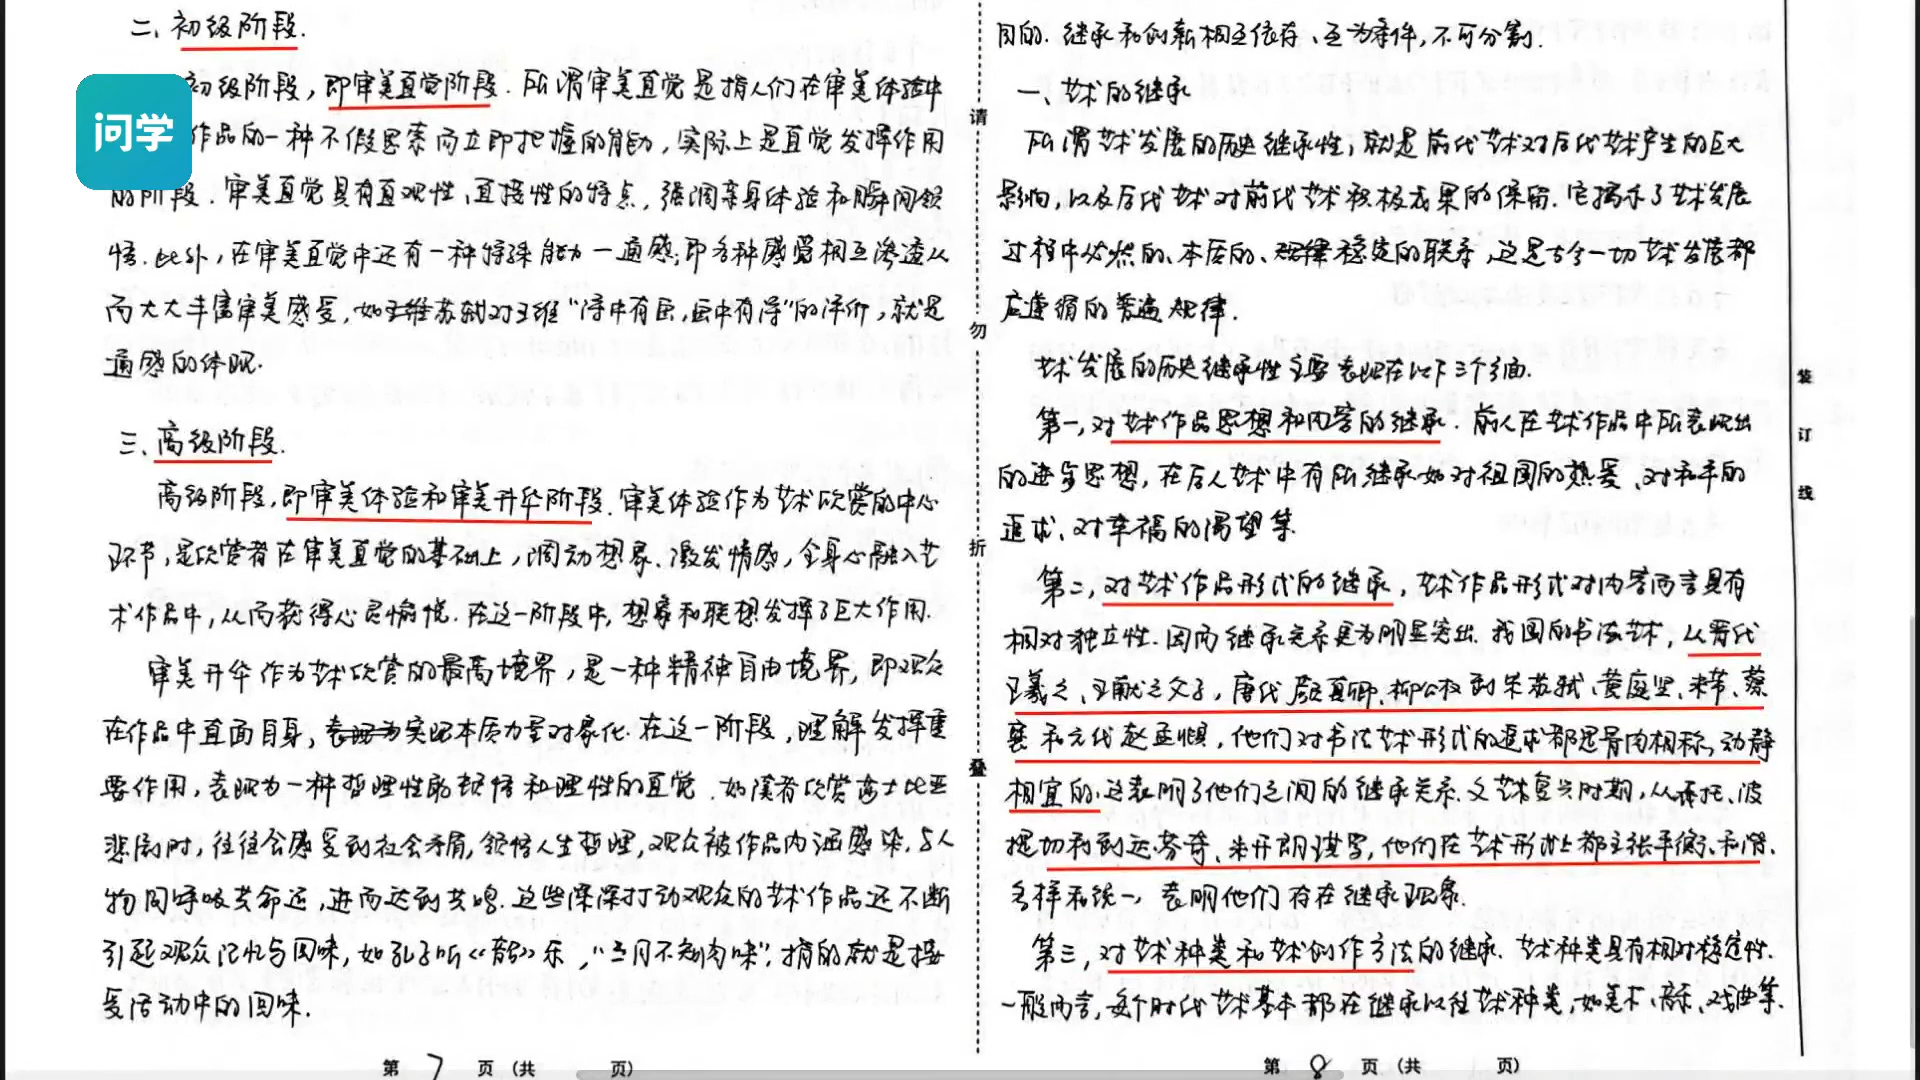 二、初级阶段.
初级阶段，即审美直觉阶段. 所谓审美直觉是指人们在审美体验中
问学
作品的一种不假思索而立即把握的能力，实际上是直觉发挥作用
的阶段. 审美直觉具有直观性、直接性的特点，强调亲身体验和瞬间领
悟. 此外，在审美直觉中还有一种特殊能力—通感，即各种感觉相互渗透从
而大大丰富审美感受，如苏轼对王维“诗中有画，画中有诗”的评价，就是
通感的体现.
三、高级阶段.
高级阶段，即审美体验和审美升华阶段. 审美体验作为艺术欣赏的中心
环节，是欣赏者在审美直觉的基础上，调动想象、激发情感，全身心融入艺
术作品中，从而获得心灵愉悦. 在这一阶段中，想象和联想发挥了巨大作用.
审美升华作为艺术欣赏的最高境界，是一种精神自由境界，即观众
在作品中直面自身，实现本质力量对象化. 在这一阶段，理解发挥重
要作用，表现为一种哲理性的顿悟和理性的直觉. 如读者欣赏莎士比亚
悲剧时，往往会感受到社会矛盾，领悟人生哲理，观众被作品内涵感染，与人
物同呼吸共命运，进而达到共鸣. 这些深深打动观众的艺术作品还不断
引起观众记忆与回味，如孔子听《韶》乐，“三月不知肉味”，指的就是接
受活动中的回味.
第 7 页（共 页）
请
勿
折
叠
目的. 继承和创新相互依存、互为条件，不可分割.
一、艺术的继承
所谓艺术发展的历史继承性，就是前代艺术对后代艺术产生的巨大
影响，以及后代艺术对前代艺术积极成果的保留. 它揭示了艺术发展
过程中必然的、本质的、稳定的联系，这是古今一切艺术发展都
应遵循的普遍规律.
艺术发展的历史继承性主要表现在以下三个方面.
第一，对艺术作品思想和内容的继承. 前人在艺术作品中所表现出
的进步思想，在后人艺术中有所继承如对祖国的热爱、对和平的
追求、对幸福的渴望等.
第二，对艺术作品形式的继承，艺术作品形式对内容而言具有
相对独立性. 因而继承关系更为明显突出. 我国的书法艺术，从晋代
王羲之、王献之父子，唐代颜真卿、柳公权到宋苏轼、黄庭坚、米芾、蔡
襄和元代赵孟頫，他们对书法艺术形式的追求都是骨肉相称，动静
相宜的. 这表明了他们之间的继承关系. 文艺复兴时期，从乔托、波
提切利到达芬奇、米开朗琪罗，他们在艺术形式上都主张平衡、和谐、
多样和统一，表明他们存在继承现象.
第三，对艺术种类和艺术创作方法的继承. 艺术种类具有相对稳定性.
一般而言，每个时代艺术基本都在继承以往艺术种类，如美术、音乐、戏曲等.
第 8 页（共 页）
装
订
线